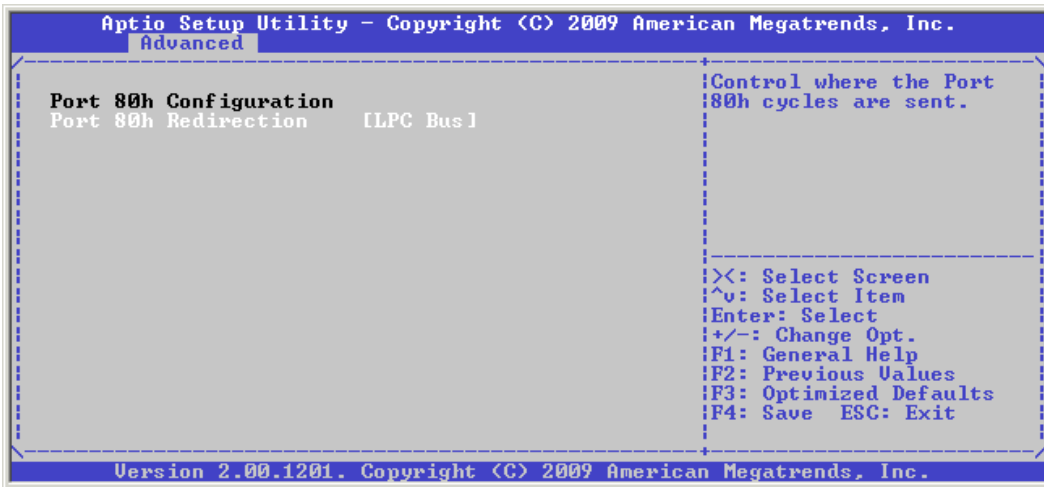 Aptio Setup Utility - Copyright (C) 2009 American Megatrends, Inc.
Advanced
Port 80h Configuration
Port 80h Redirection [LPC Bus]
Control where the Port
80h cycles are sent.
><: Select Screen
^v: Select Item
Enter: Select
+/-: Change Opt.
F1: General Help
F2: Previous Values
F3: Optimized Defaults
F4: Save ESC: Exit
Version 2.00.1201. Copyright (C) 2009 American Megatrends, Inc.